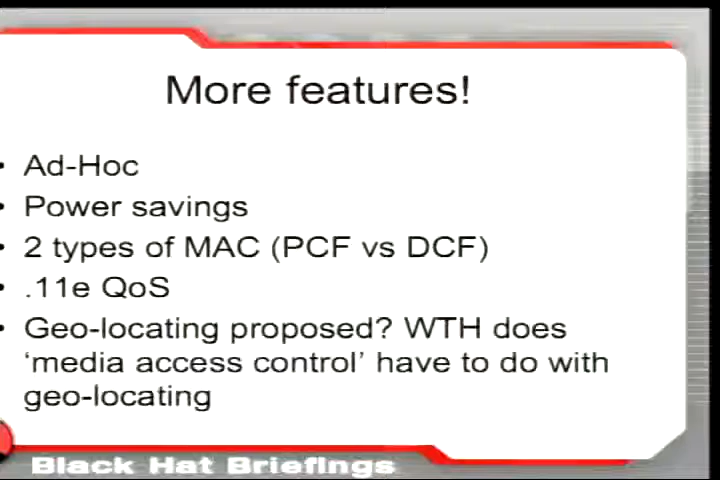 More features!
• Ad-Hoc
• Power savings
• 2 types of MAC (PCF vs DCF)
• .11e QoS
• Geo-locating proposed? WTH does
‘media access control’ have to do with
geo-locating
Black Hat Briefings